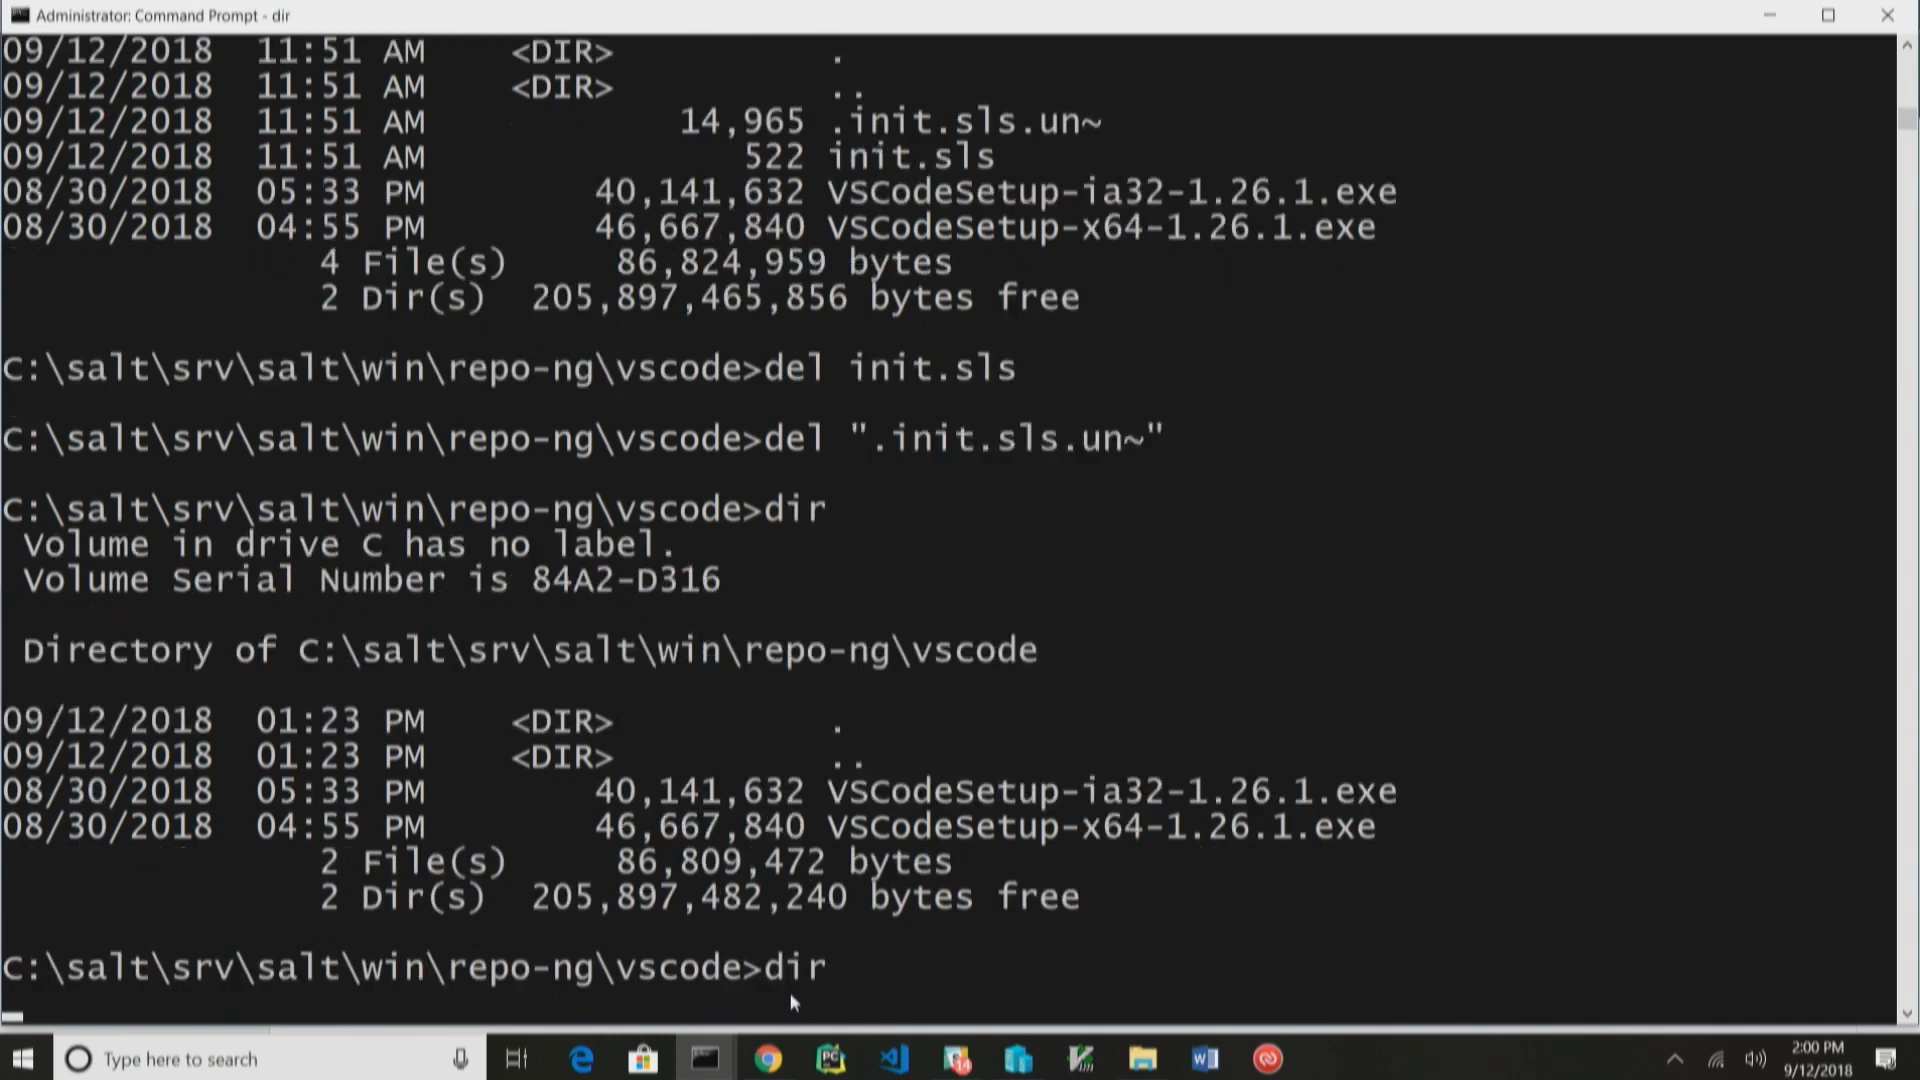 Administrator: Command Prompt - dir
09/12/2018  11:51 AM    <DIR>          .
09/12/2018  11:51 AM    <DIR>          ..
09/12/2018  11:51 AM            14,965 .init.sls.un~
09/12/2018  11:51 AM               522 init.sls
08/30/2018  05:33 PM        40,141,632 VSCodeSetup-ia32-1.26.1.exe
08/30/2018  04:55 PM        46,667,840 VSCodeSetup-x64-1.26.1.exe
               4 File(s)     86,824,959 bytes
               2 Dir(s)  205,897,465,856 bytes free
C:\salt\srv\salt\win\repo-ng\vscode>del init.sls
C:\salt\srv\salt\win\repo-ng\vscode>del ".init.sls.un~"
C:\salt\srv\salt\win\repo-ng\vscode>dir
Volume in drive C has no label.
Volume Serial Number is 84A2-D316
Directory of C:\salt\srv\salt\win\repo-ng\vscode
09/12/2018  01:23 PM    <DIR>          .
09/12/2018  01:23 PM    <DIR>          ..
08/30/2018  05:33 PM        40,141,632 VSCodeSetup-ia32-1.26.1.exe
08/30/2018  04:55 PM        46,667,840 VSCodeSetup-x64-1.26.1.exe
               2 File(s)     86,809,472 bytes
               2 Dir(s)  205,897,482,240 bytes free
C:\salt\srv\salt\win\repo-ng\vscode>dir
Type here to search
PC
14
W
2:00 PM
9/12/2018